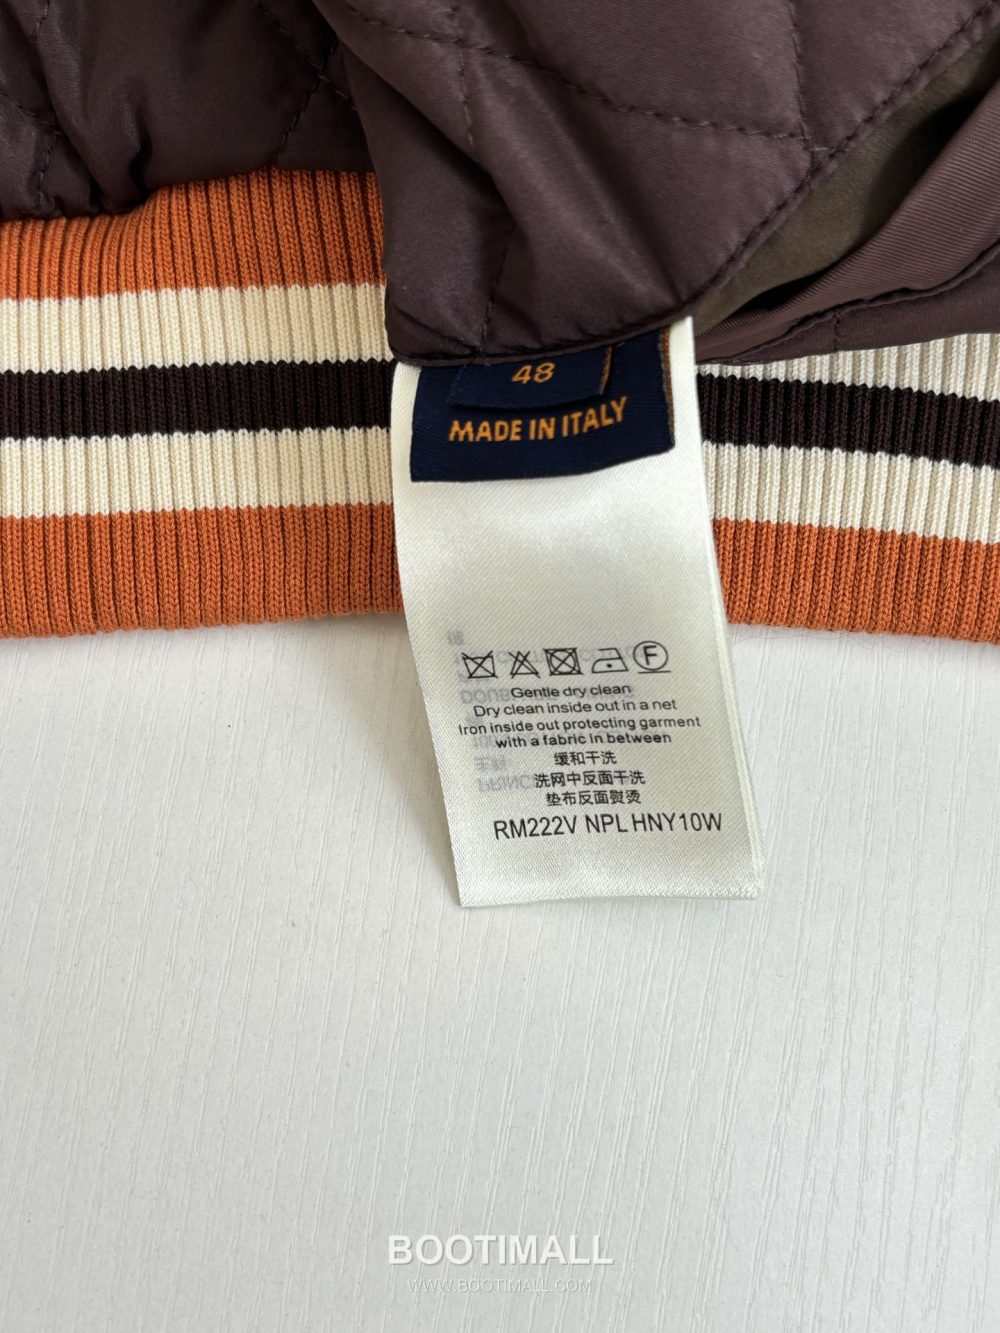 48
MADE IN ITALY
F
Gentle dry clean
Dry clean inside out in a net
Iron inside out protecting garment
with a fabric in between
缓和干洗
洗网中反面干洗
垫布反面熨烫
RM222V NPL HNY10W
BOOTIMALL
WWW.BOOTIMALL.COM